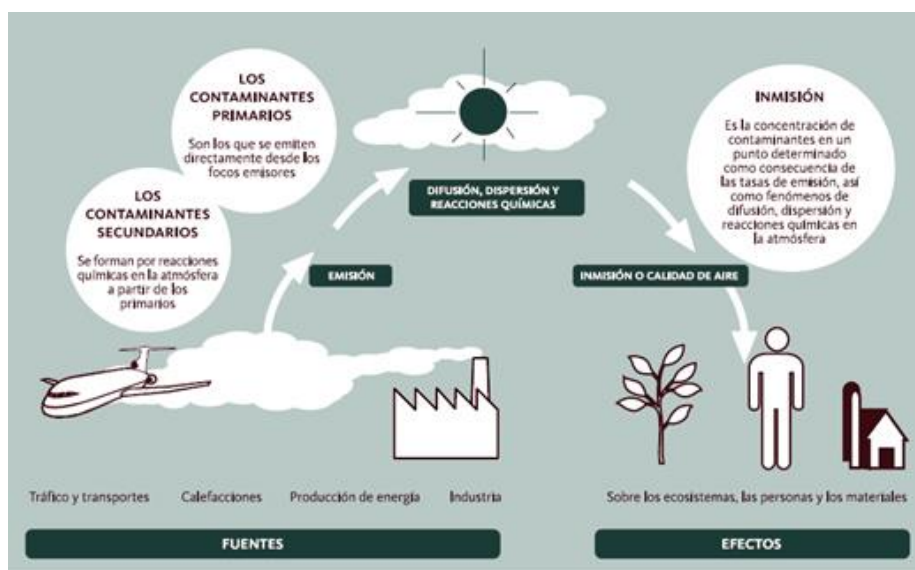 LOS
CONTAMINANTES
PRIMARIOS
Son los que se emiten
directamente desde los
focos emisores
LOS
CONTAMINANTES
SECUNDARIOS
Se forman por reacciones
químicas en la atmósfera
a partir de los
primarios
DIFUSIÓN, DISPERSIÓN Y
REACCIONES QUÍMICAS
EMISIÓN
INMISIÓN O CALIDAD DE AIRE
INMISIÓN
Es la concentración de
contaminantes en un
punto determinado
como consecuencia de
las tasas de emisión, así
como fenómenos de
difusión, dispersión y
reacciones químicas en
la atmósfera
Tráfico y transportes
Calefacciones
Producción de energía
Industria
Sobre los ecosistemas, las personas y los materiales
FUENTES
EFECTOS